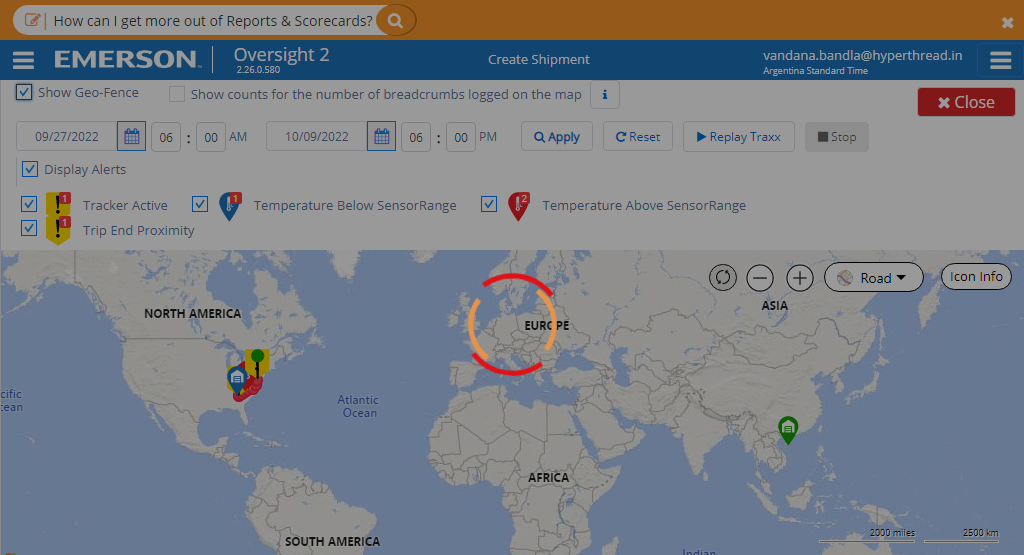 How can I get more out of Reports & Scorecards?
EMERSON
Oversight 2
2.26.0.580
Create Shipment
vandana.bandla@hyperthread.in
Argentina Standard Time
Show Geo-Fence
Show counts for the number of breadcrumbs logged on the map
i
Close
09/27/2022 06 : 00 AM 10/09/2022 06 : 00 PM Apply Reset Replay Traxx Stop
Display Alerts
1 Tracker Active 1 Temperature Below SensorRange 2 Temperature Above SensorRange
1 Trip End Proximity
Road
Icon Info
NORTH AMERICA
ASIA
EUROPE
cific
cean
Atlantic
Ocean
AFRICA
SOUTH AMERICA
Indian
2000 miles 2500 km